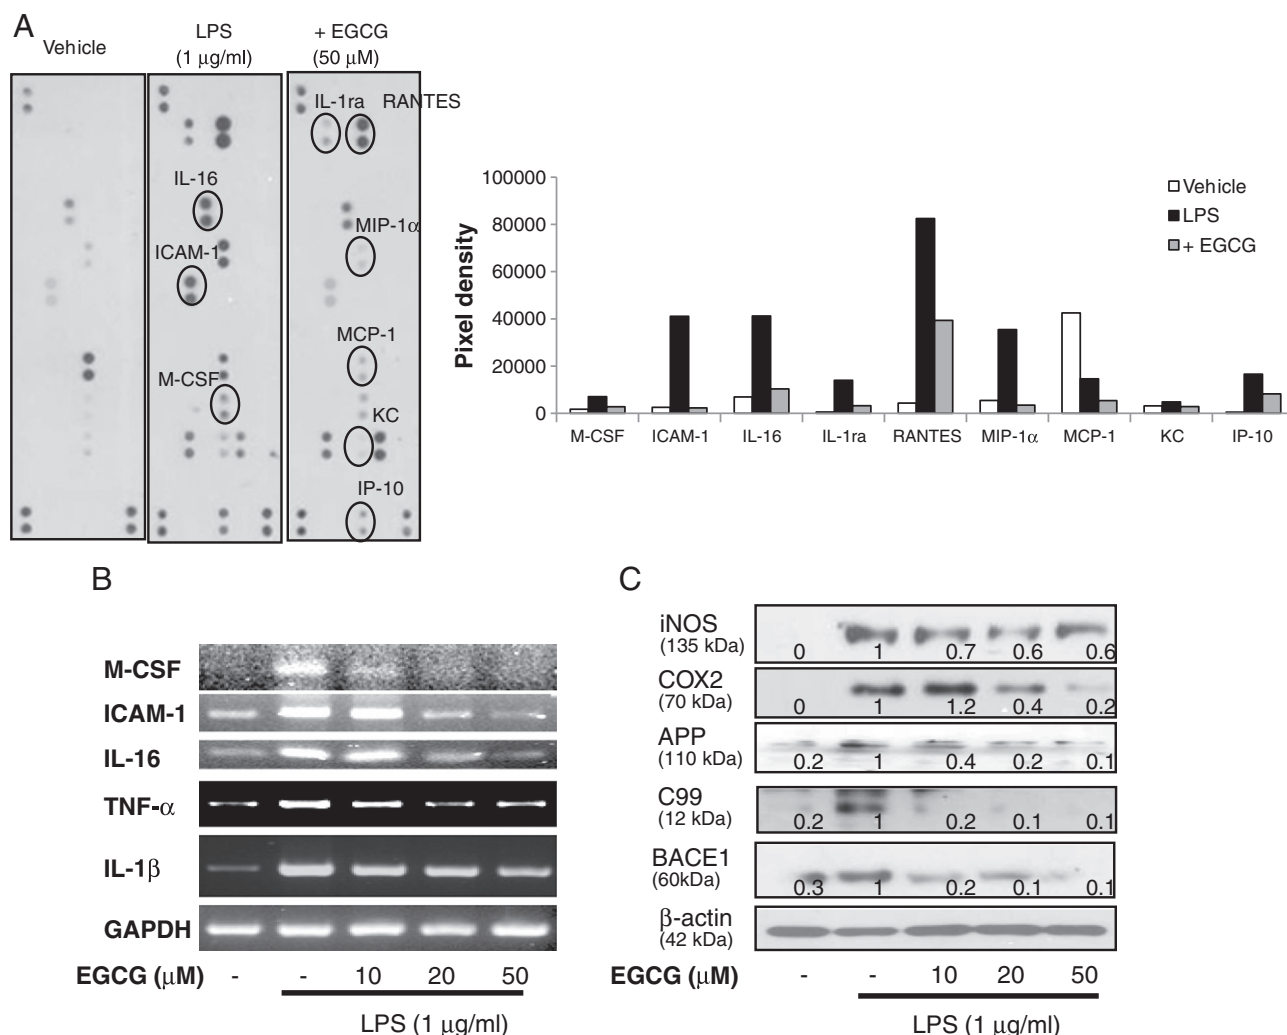 A
Vehicle
LPS
(1 μg/ml)
+ EGCG
(50 μM)
IL-1ra RANTES
IL-16
MIP-1α
ICAM-1
MCP-1
M-CSF
KC
IP-10
Pixel density
100000
80000
60000
40000
20000
0
M-CSF ICAM-1 IL-16 IL-1ra RANTES MIP-1α MCP-1 KC IP-10
Vehicle
LPS
+ EGCG
B
M-CSF
ICAM-1
IL-16
TNF-α
IL-1β
GAPDH
EGCG (μM) - - 10 20 50
LPS (1 μg/ml)
C
iNOS
(135 kDa) 0 1 0.7 0.6 0.6
COX2
(70 kDa) 0 1 1.2 0.4 0.2
APP
(110 kDa) 0.2 1 0.4 0.2 0.1
C99
(12 kDa) 0.2 1 0.2 0.1 0.1
BACE1
(60kDa) 0.3 1 0.2 0.1 0.1
β-actin
(42 kDa)
EGCG (μM) - - 10 20 50
LPS (1 μg/ml)